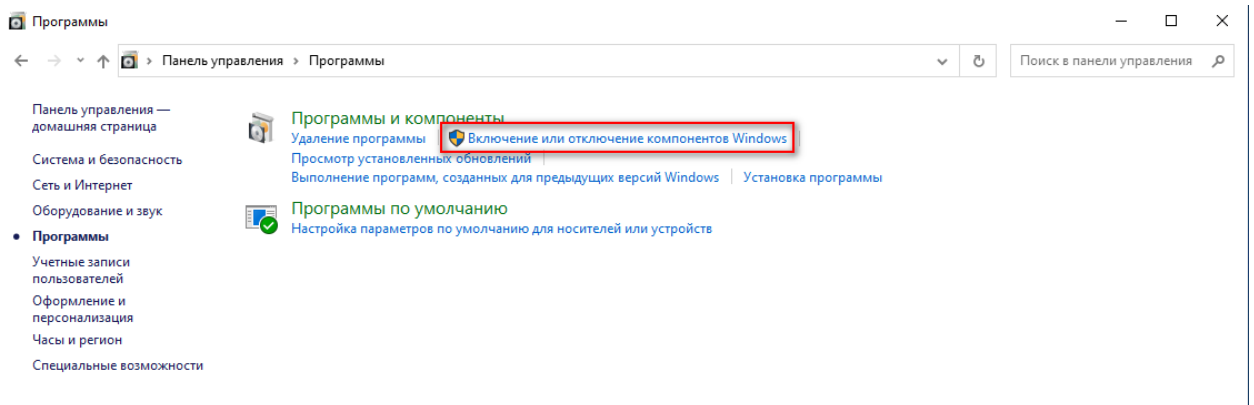 Программы
Панель управления › Программы
Поиск в панели управления
Панель управления —
домашняя страница
Система и безопасность
Сеть и Интернет
Оборудование и звук
Программы
Учетные записи
пользователей
Оформление и
персонализация
Часы и регион
Специальные возможности
Программы и компоненты
Удаление программы
Включение или отключение компонентов Windows
Просмотр установленных обновлений
Выполнение программ, созданных для предыдущих версий Windows
Установка программы
Программы по умолчанию
Настройка параметров по умолчанию для носителей или устройств